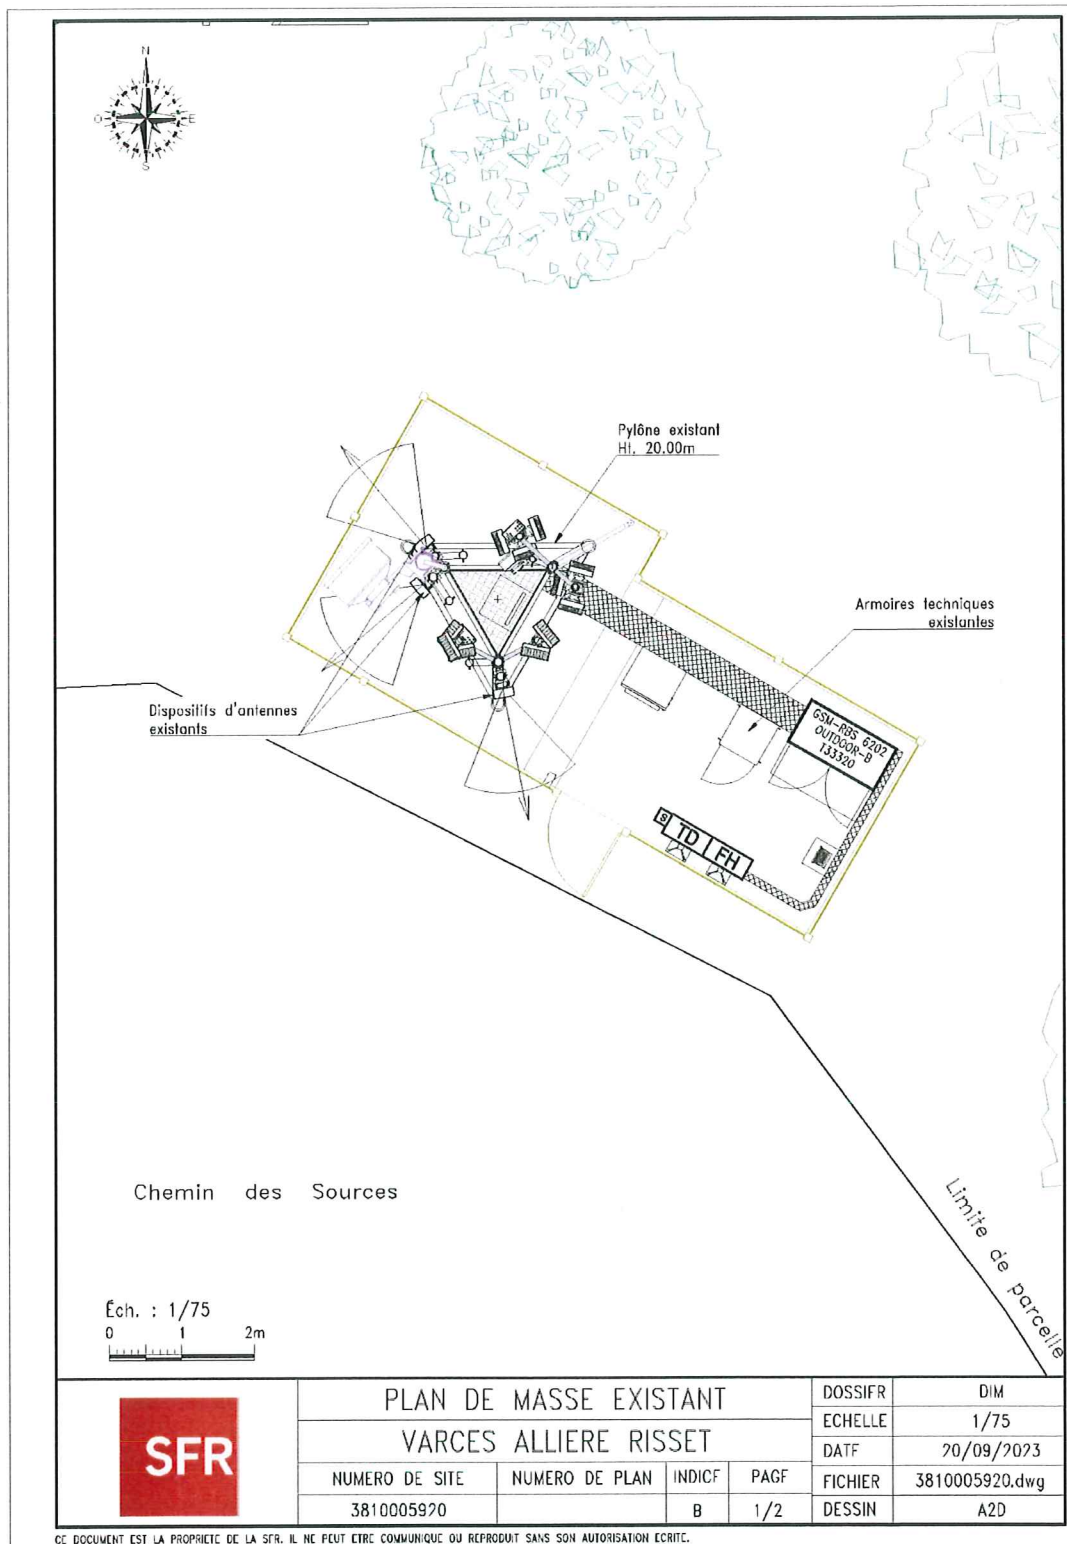 N
O
E
S
Pylône existant
Ht. 20.00m
Armoires techniques
existantes
Dispositifs d'antennes
existants
GSM-RBS 6202
OUTDOOR-B
T33320
S TD FH
Chemin des Sources
Limite de parcelle
Éch. : 1/75
0 1 2m
SFR
PLAN DE MASSE EXISTANT
VARCES ALLIERE RISSET
NUMERO DE SITE NUMERO DE PLAN INDICE PAGE
3810005920 B 1/2
DOSSIER DIM
ECHELLE 1/75
DATE 20/09/2023
FICHIER 3810005920.dwg
DESSIN A2D
CE DOCUMENT EST LA PROPRIETE DE LA SFR. IL NE PEUT ETRE COMMUNIQUE OU REPRODUIT SANS SON AUTORISATION ECRITE.